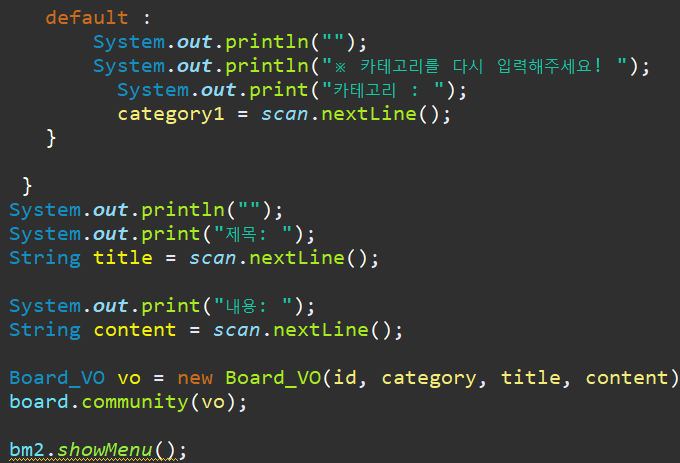 default :
System.out.println("");
System.out.println("※ 카테고리를 다시 입력해주세요! ");
System.out.print("카테고리 : ");
category1 = scan.nextLine();
}
}
System.out.println("");
System.out.print("제목: ");
String title = scan.nextLine();
System.out.print("내용: ");
String content = scan.nextLine();
Board_VO vo = new Board_VO(id, category, title, content)
board.community(vo);
bm2.showMenu();